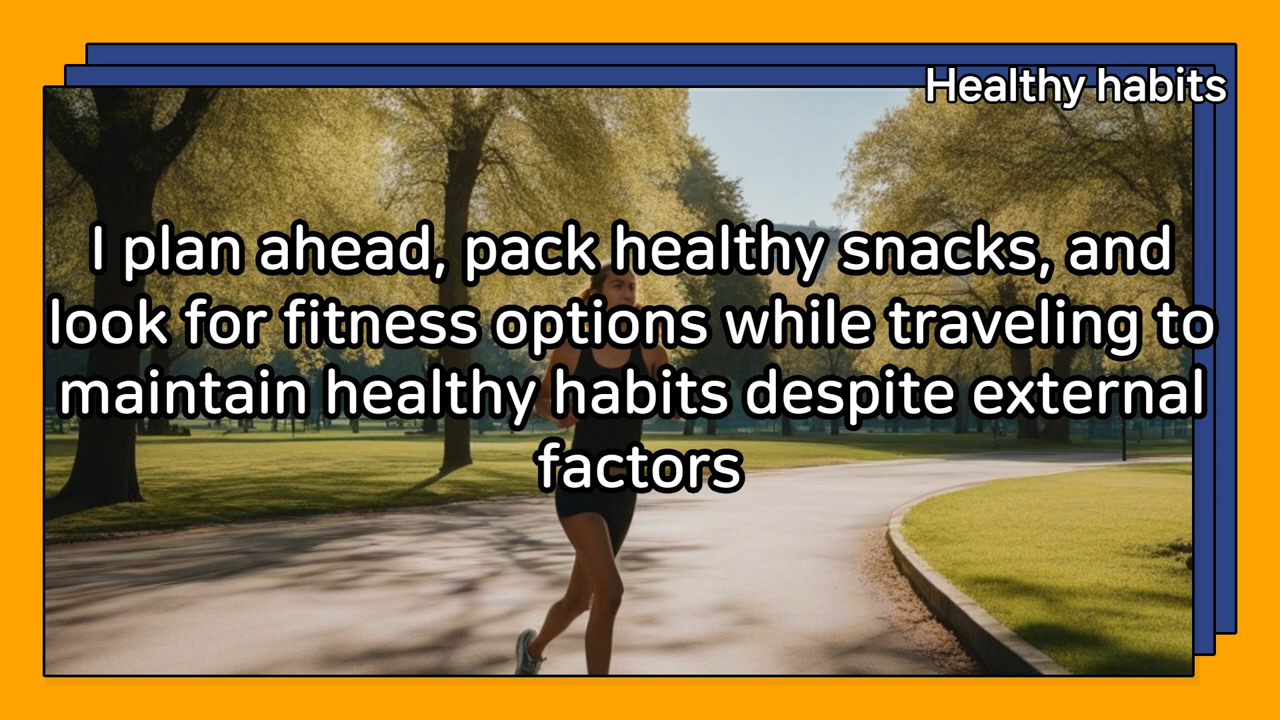 Healthy habits
I plan ahead, pack healthy snacks, and
look for fitness options while traveling to
maintain healthy habits despite external
factors